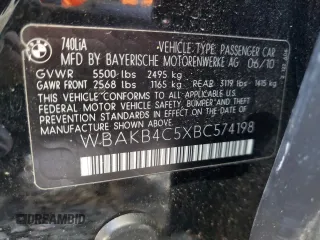 740LiA
VEHICLE TYPE: PASSENGER CAR
MFD BY BAYERISCHE MOTORENWERKE AG 06/10
GVWR 5500 lbs 2495 kg
GAWR FRONT 2568 lbs 1165 kg REAR 3119 lbs 1415 kg
THIS VEHICLE CONFORMS TO ALL APPLICABLE U.S.
FEDERAL MOTOR VEHICLE SAFETY, BUMPER, AND
THEFT PREVENTION STANDARDS IN EFFECT ON THE
DATE OF MANUFACTURE SHOWN ABOVE.
WBAKB4C5XBC574198
DREAMBID